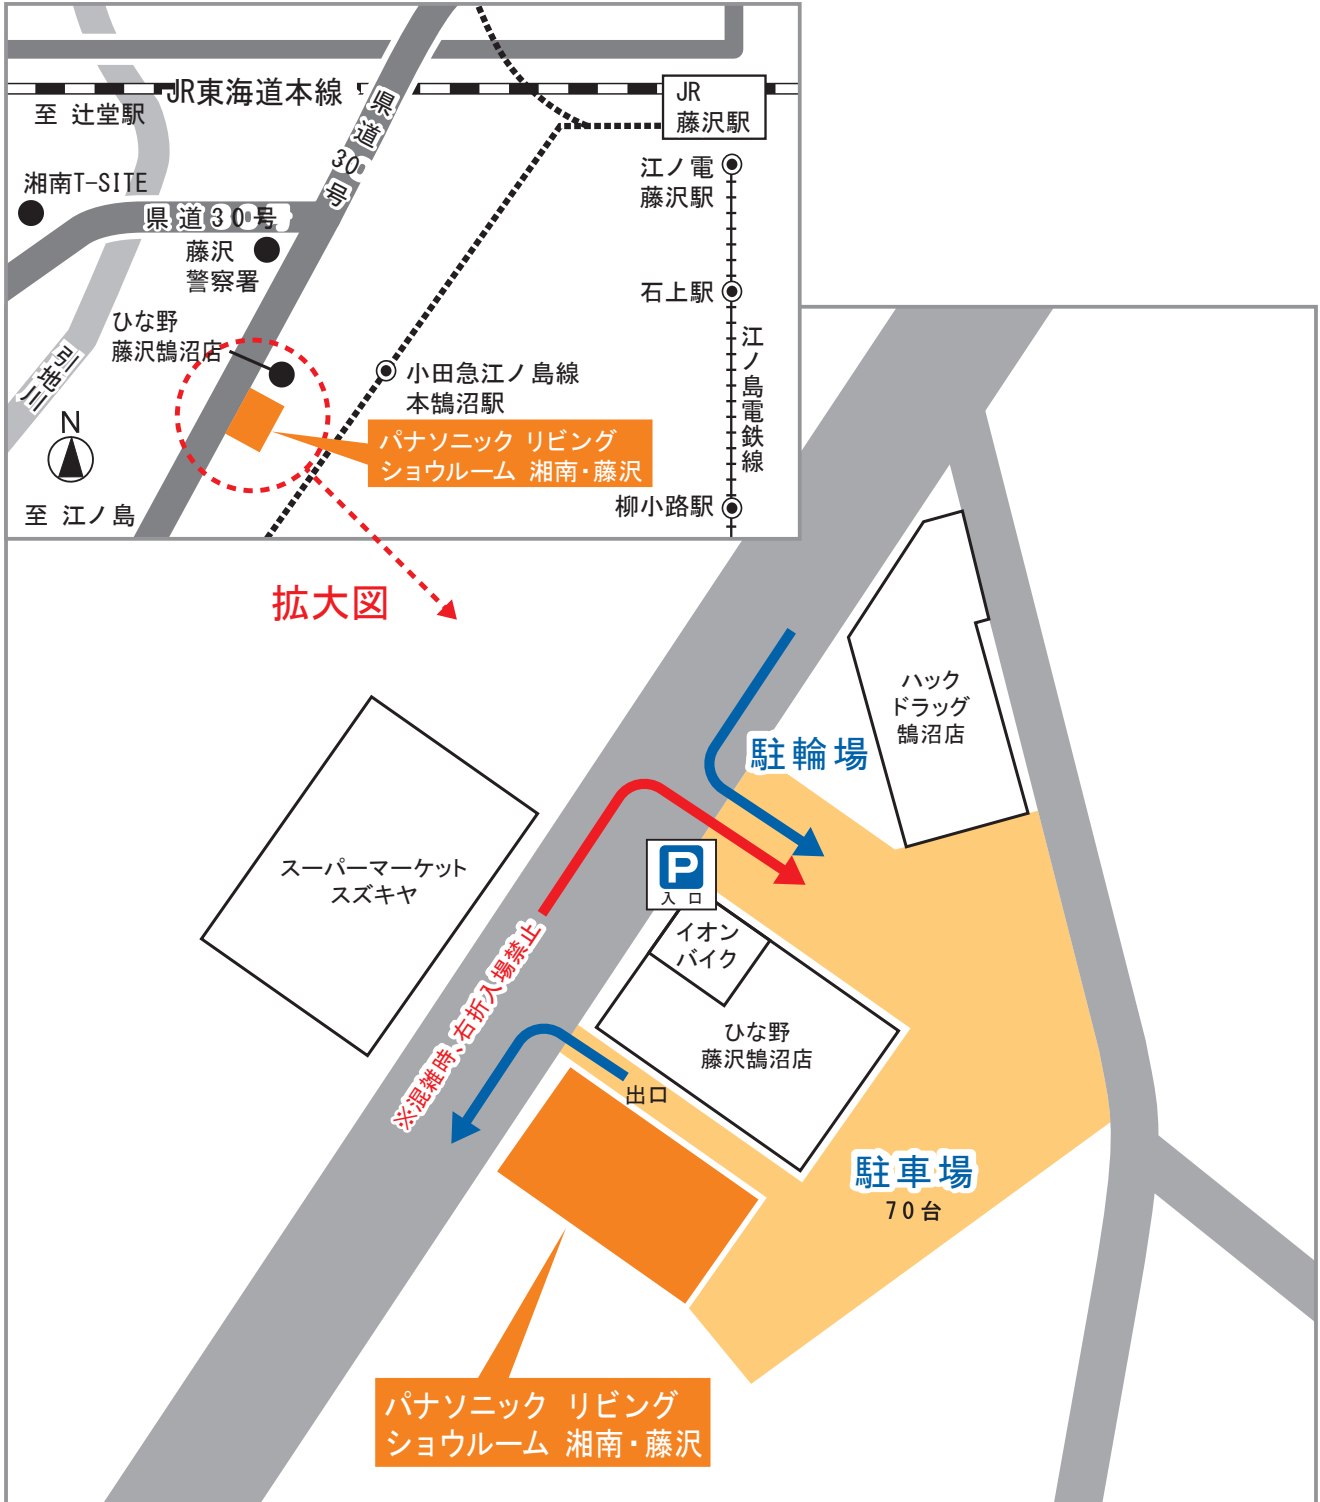 JR東海道本線
至 辻堂駅
JR
藤沢駅
県道30号
江ノ電
藤沢駅
湘南T-SITE
県道30号
藤沢
警察署
石上駅
ひな野
藤沢鵠沼店
江ノ島電鉄線
引地川
小田急江ノ島線
本鵠沼駅
N
パナソニック リビング
ショウルーム 湘南・藤沢
至 江ノ島
柳小路駅
拡大図
ハック
ドラッグ
鵠沼店
駐輪場
スーパーマーケット
スズキヤ
P
入口
イオン
バイク
※混雑時、右折入場禁止
ひな野
藤沢鵠沼店
出口
駐車場
70台
パナソニック リビング
ショウルーム 湘南・藤沢